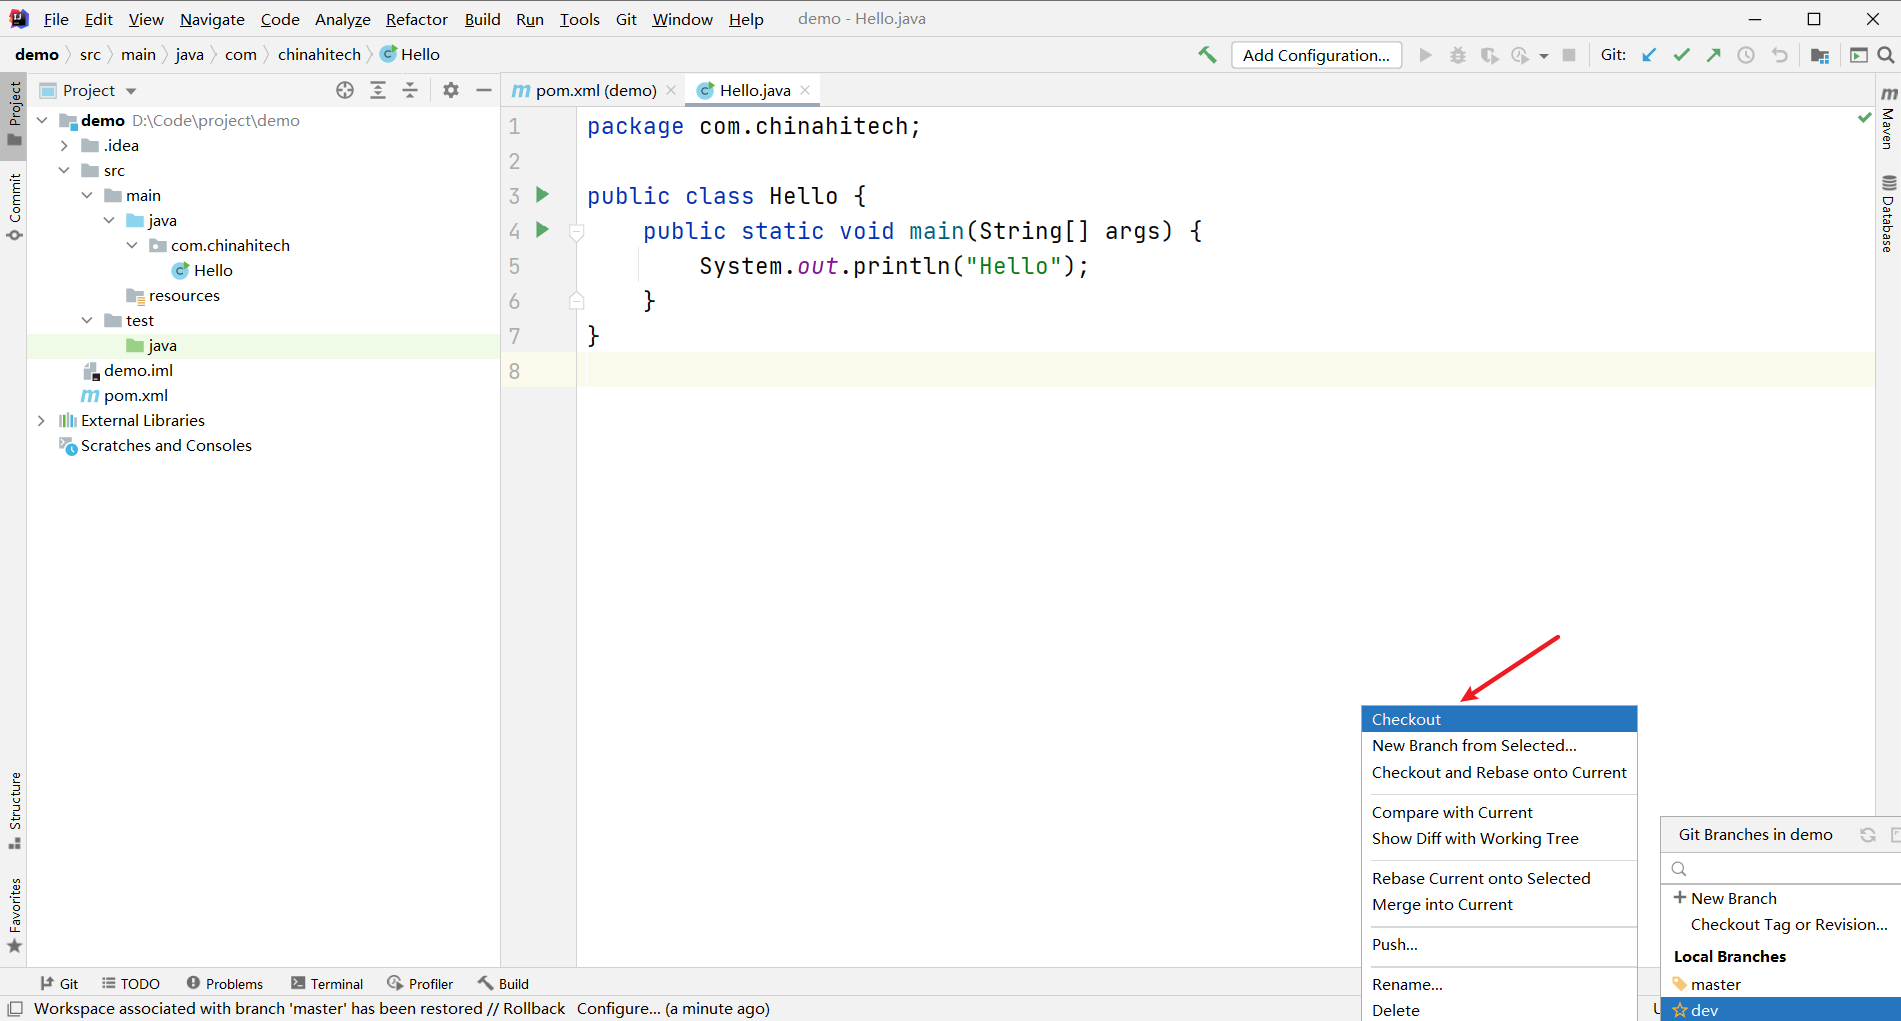 File Edit View Navigate Code Analyze Refactor Build Run Tools Git Window Help demo - Hello.java
demo src main java com chinahitech Hello Add Configuration... Git:
Project
pom.xml (demo) Hello.java
demo D:\Code\project\demo
.idea
src
main
java
com.chinahitech
Hello
resources
test
java
demo.iml
pom.xml
External Libraries
Scratches and Consoles
Project
Commit
Structure
Favorites
1 package com.chinahitech;
2
3 public class Hello {
4 public static void main(String[] args) {
5 System.out.println("Hello");
6 }
7 }
8
Maven
Database
Checkout
New Branch from Selected...
Checkout and Rebase onto Current
Compare with Current
Show Diff with Working Tree
Rebase Current onto Selected
Merge into Current
Push...
Rename...
Delete
Git Branches in demo
New Branch
Checkout Tag or Revision...
Local Branches
master
dev
Git TODO Problems Terminal Profiler Build
Workspace associated with branch 'master' has been restored // Rollback Configure... (a minute ago)